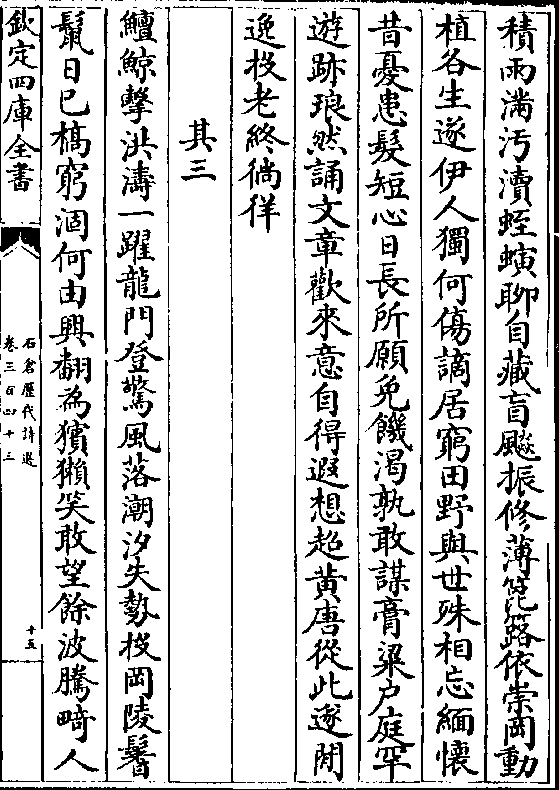 積雨滿汚瀆蛭螾聊自藏盲飈振修薄箆簬依崇岡動
植各生遂伊人獨何傷謫居窮田野與世殊相忘緬懷
昔憂患髮短心日長所願免饑渇孰敢謀膏粱户庭罕
遊跡琅然誦文章歡來意自得遐想超黄唐從此遂閒
逸投老終徜徉
其三
鱣鯨擊洪濤一躍龍門登驚風落潮汐失勢投岡陵鬐
鬛日已槁窮涸何由興翻為獱獺笑敢望餘波騰畸人
欽定四庫全書
石倉歷代詩選
卷三百四十三
十五